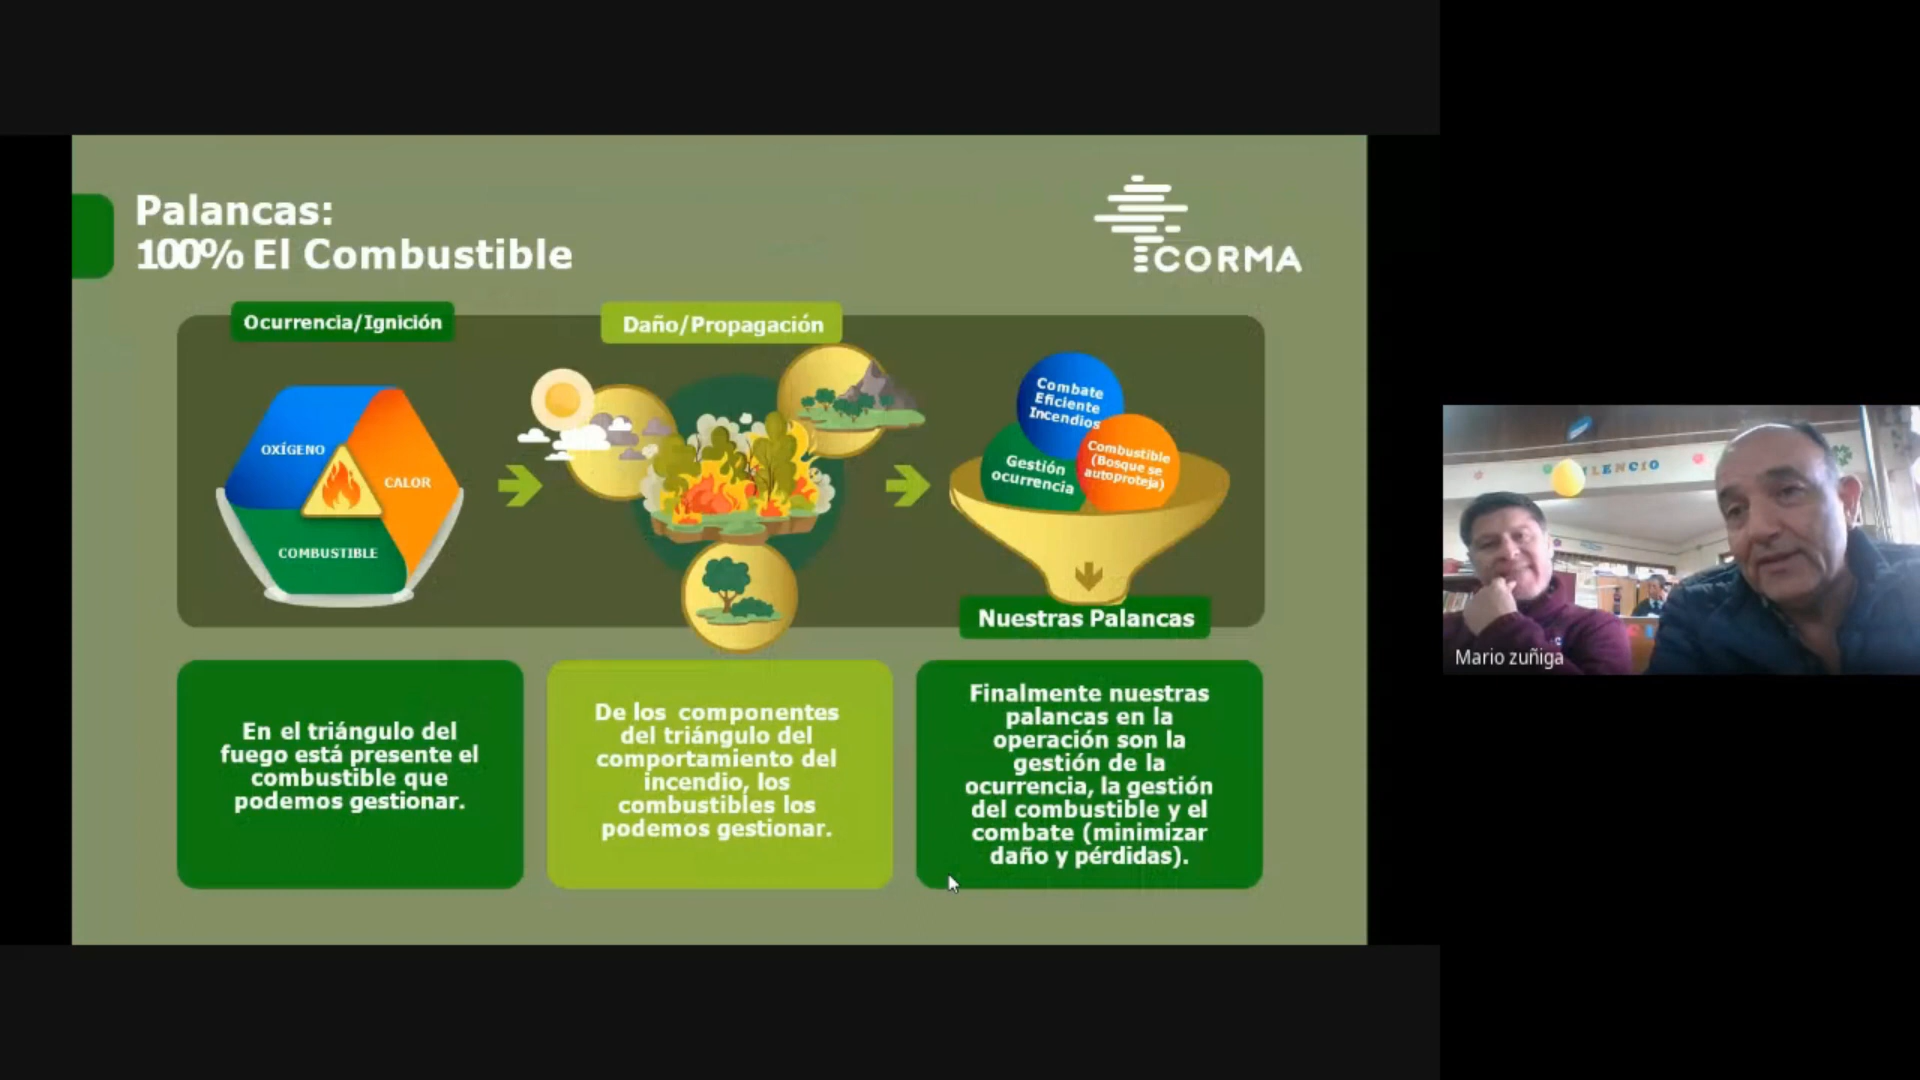 Palancas:
100% El Combustible
CORMA
Ocurrencia/Ignición
Daño/Propagación
OXÍGENO
CALOR
COMBUSTIBLE
Combate
Eficiente
Incendios
Gestión
ocurrencia
Combustible
(Bosque se
autoproteja)
Nuestras Palancas
En el triángulo del
fuego está presente el
combustible que
podemos gestionar.
De los componentes
del triángulo del
comportamiento del
incendio, los
combustibles los
podemos gestionar.
Finalmente nuestras
palancas en la
operación son la
gestión de la
ocurrencia, la gestión
del combustible y el
combate (minimizar
daño y pérdidas).
Mario zuñiga